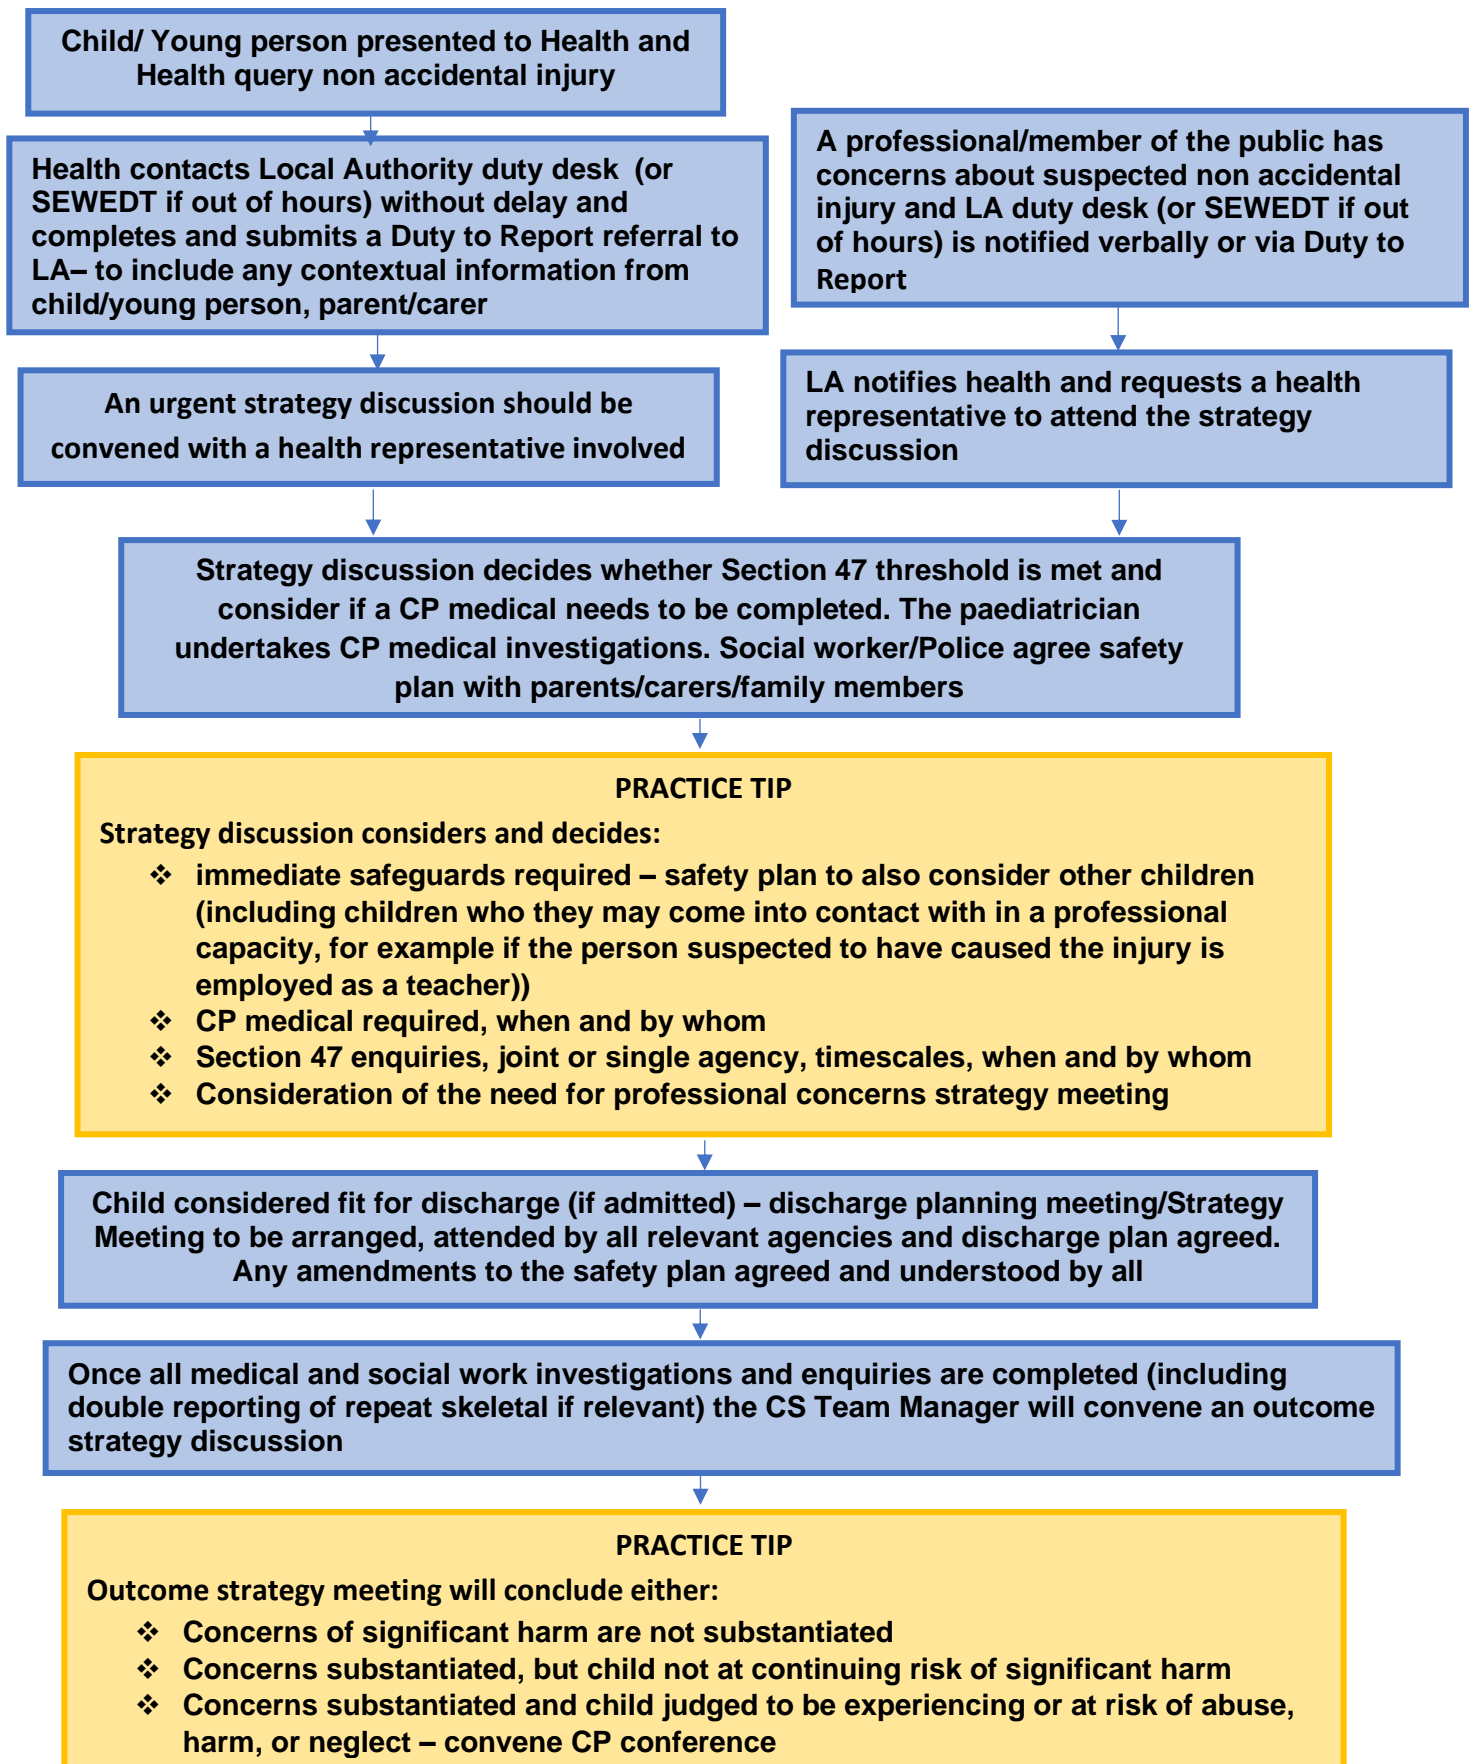 Child/ Young person presented to Health and
Health query non accidental injury
Health contacts Local Authority duty desk  (or
SEWEDT if out of hours) without delay and
completes and submits a Duty to Report referral to
LA– to include any contextual information from
child/young person, parent/carer
A professional/member of the public has
concerns about suspected non accidental
injury and LA duty desk (or SEWEDT if out
of hours) is notified verbally or via Duty to
Report
An urgent strategy discussion should be
convened with a health representative involved
LA notifies health and requests a health
representative to attend the strategy
discussion
Strategy discussion decides whether Section 47 threshold is met and
consider if a CP medical needs to be completed. The paediatrician
undertakes CP medical investigations. Social worker/Police agree safety
plan with parents/carers/family members
PRACTICE TIP
Strategy discussion considers and decides:
❖ immediate safeguards required – safety plan to also consider other children
(including children who they may come into contact with in a professional
capacity, for example if the person suspected to have caused the injury is
employed as a teacher))
❖ CP medical required, when and by whom
❖ Section 47 enquiries, joint or single agency, timescales, when and by whom
❖ Consideration of the need for professional concerns strategy meeting
Child considered fit for discharge (if admitted) – discharge planning meeting/Strategy
Meeting to be arranged, attended by all relevant agencies and discharge plan agreed.
Any amendments to the safety plan agreed and understood by all
Once all medical and social work investigations and enquiries are completed (including
double reporting of repeat skeletal if relevant) the CS Team Manager will convene an outcome
strategy discussion
PRACTICE TIP
Outcome strategy meeting will conclude either:
❖ Concerns of significant harm are not substantiated
❖ Concerns substantiated, but child not at continuing risk of significant harm
❖ Concerns substantiated and child judged to be experiencing or at risk of abuse,
harm, or neglect – convene CP conference